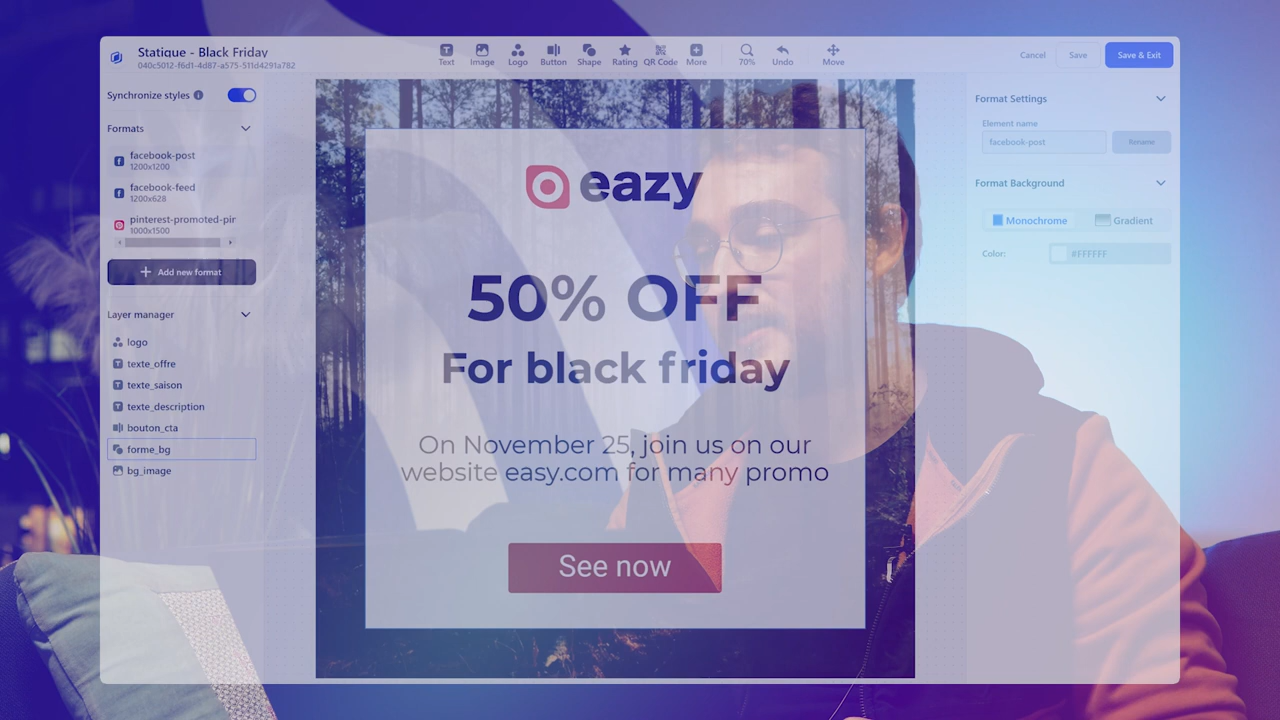 Statique - Black Friday
040c5012-f6d1-4d87-a575-511d4291a782
Text
Image
Logo
Button
Shape
Rating
QR Code
More
70%
Undo
Move
Cancel
Save
Save & Exit
Synchronize styles
Formats
facebook-post
1200x1200
facebook-feed
1200x628
pinterest-promoted-pir
1000x1500
Add new format
Layer manager
logo
texte_offre
texte_saison
texte_description
bouton_cta
forme_bg
bg_image
eazy
50% OFF
For black friday
On November 25, join us on our
website easy.com for many promo
See now
Format Settings
Element name
facebook-post
Rename
Format Background
Monochrome
Gradient
Color:
#FFFFFF